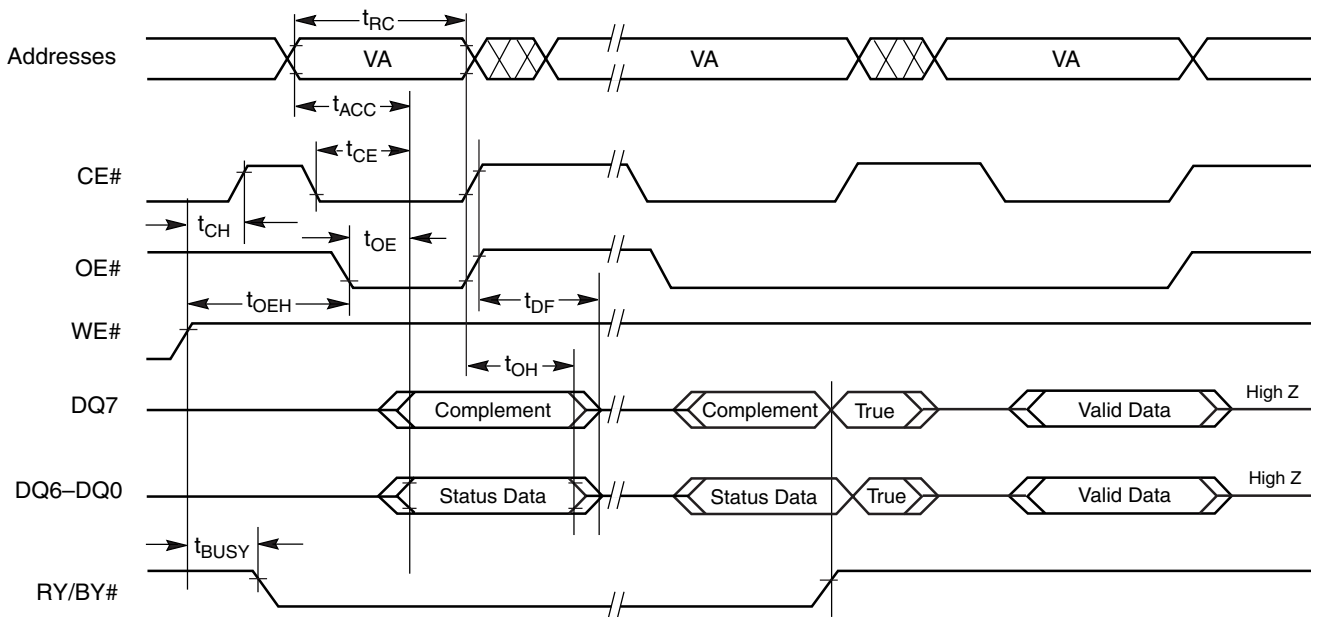 tRC
Addresses VA VA VA
tACC
tCE
CE#
tCH tOE
OE#
tOEH tDF
WE#
tOH
DQ7 Complement Complement True Valid Data High Z
DQ6–DQ0 Status Data Status Data True Valid Data High Z
tBUSY
RY/BY#